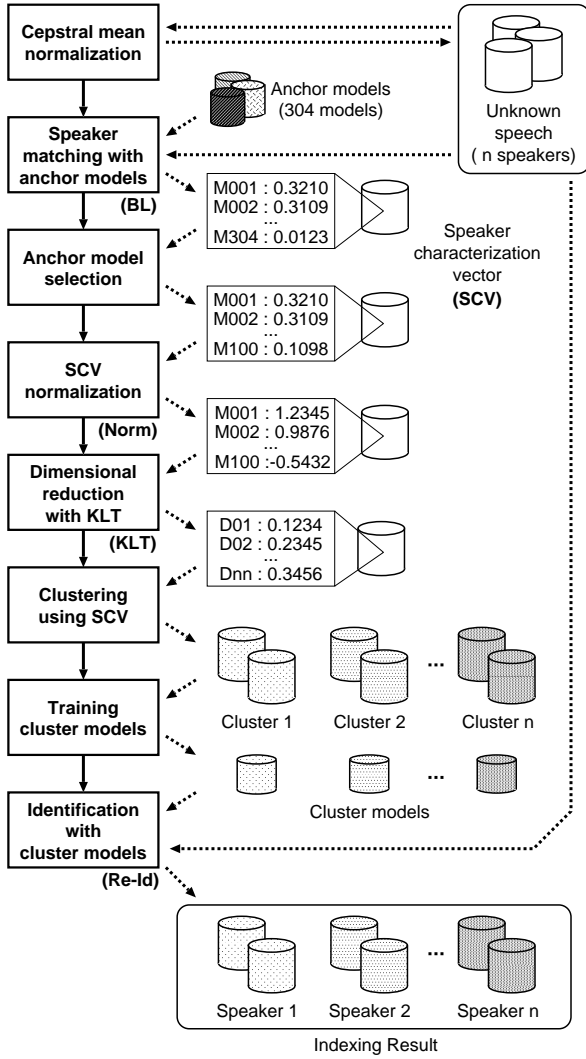 Cepstral mean
normalization
Anchor models
(304 models)
Unknown
speech
( n speakers)
Speaker
matching with
anchor models
(BL)
M001 : 0.3210
M002 : 0.3109
...
M304 : 0.0123
Speaker
characterization
vector
(SCV)
Anchor model
selection
M001 : 0.3210
M002 : 0.3109
...
M100 : 0.1098
SCV
normalization
(Norm)
M001 : 1.2345
M002 : 0.9876
...
M100 :-0.5432
Dimensional
reduction
with KLT
(KLT)
D01 : 0.1234
D02 : 0.2345
...
Dnn : 0.3456
Clustering
using SCV
...
Cluster 1 Cluster 2 Cluster n
Training
cluster models
...
Cluster models
Identification
with
cluster models
(Re-Id)
...
Speaker 1 Speaker 2 Speaker n
Indexing Result